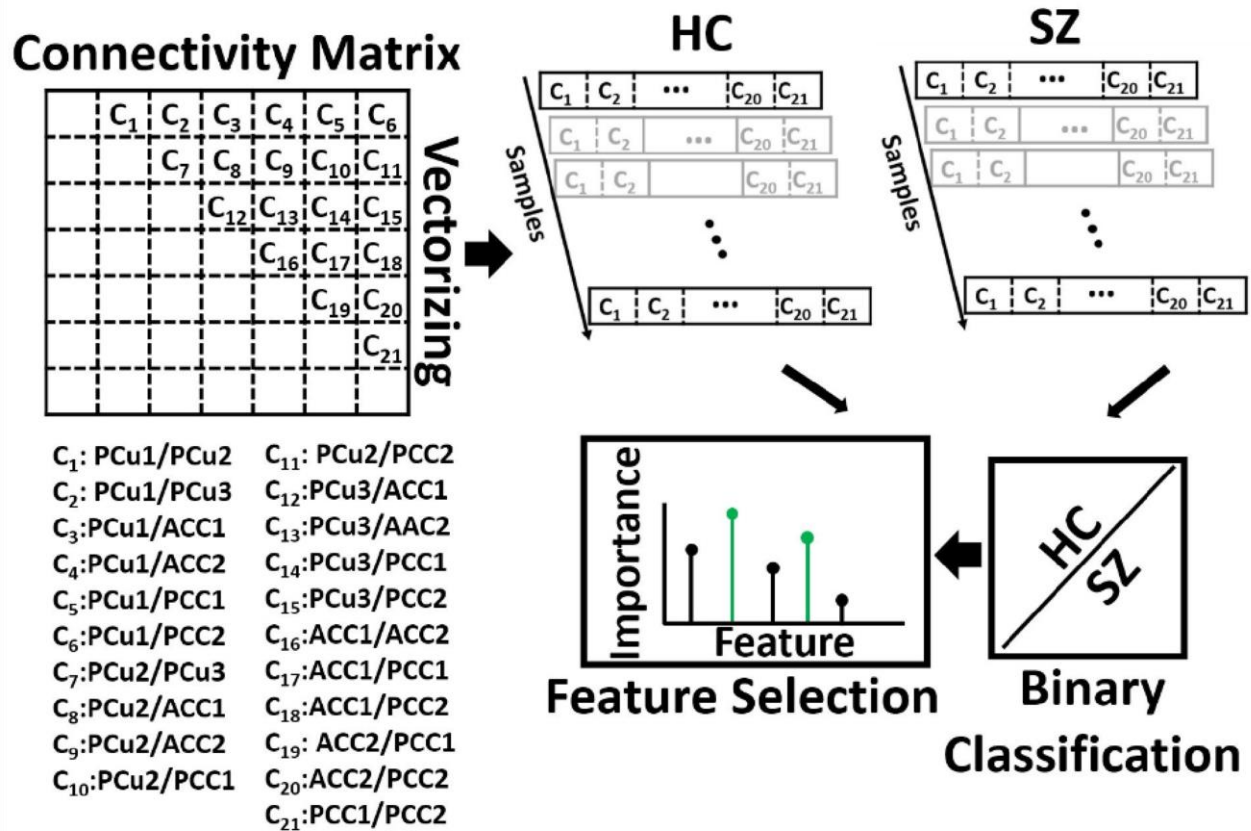 Connectivity Matrix
C₁ C₂ C₃ C₄ C₅ C₆
C₇ C₈ C₉ C₁₀ C₁₁
C₁₂ C₁₃ C₁₄ C₁₅
C₁₆ C₁₇ C₁₈
C₁₉ C₂₀
C₂₁
Vectorizing
C₁: PCu1/PCu2
C₂: PCu1/PCu3
C₃:PCu1/ACC1
C₄:PCu1/ACC2
C₅:PCu1/PCC1
C₆:PCu1/PCC2
C₇:PCu2/PCu3
C₈:PCu2/ACC1
C₉:PCu2/ACC2
C₁₀:PCu2/PCC1
C₁₁: PCu2/PCC2
C₁₂:PCu3/ACC1
C₁₃:PCu3/AAC2
C₁₄:PCu3/PCC1
C₁₅:PCu3/PCC2
C₁₆:ACC1/ACC2
C₁₇:ACC1/PCC1
C₁₈:ACC1/PCC2
C₁₉: ACC2/PCC1
C₂₀:ACC2/PCC2
C₂₁:PCC1/PCC2
HC
Samples
C₁ C₂ ... C₂₀ C₂₁
C₁ C₂ ... C₂₀ C₂₁
C₁ C₂ C₂₀ C₂₁
C₁ C₂ ... C₂₀ C₂₁
SZ
Samples
C₁ C₂ ... C₂₀ C₂₁
C₁ C₂ ... C₂₀ C₂₁
C₁ C₂ C₂₀ C₂₁
C₁ C₂ ... C₂₀ C₂₁
Importance
Feature
Feature Selection
HC
SZ
Binary
Classification